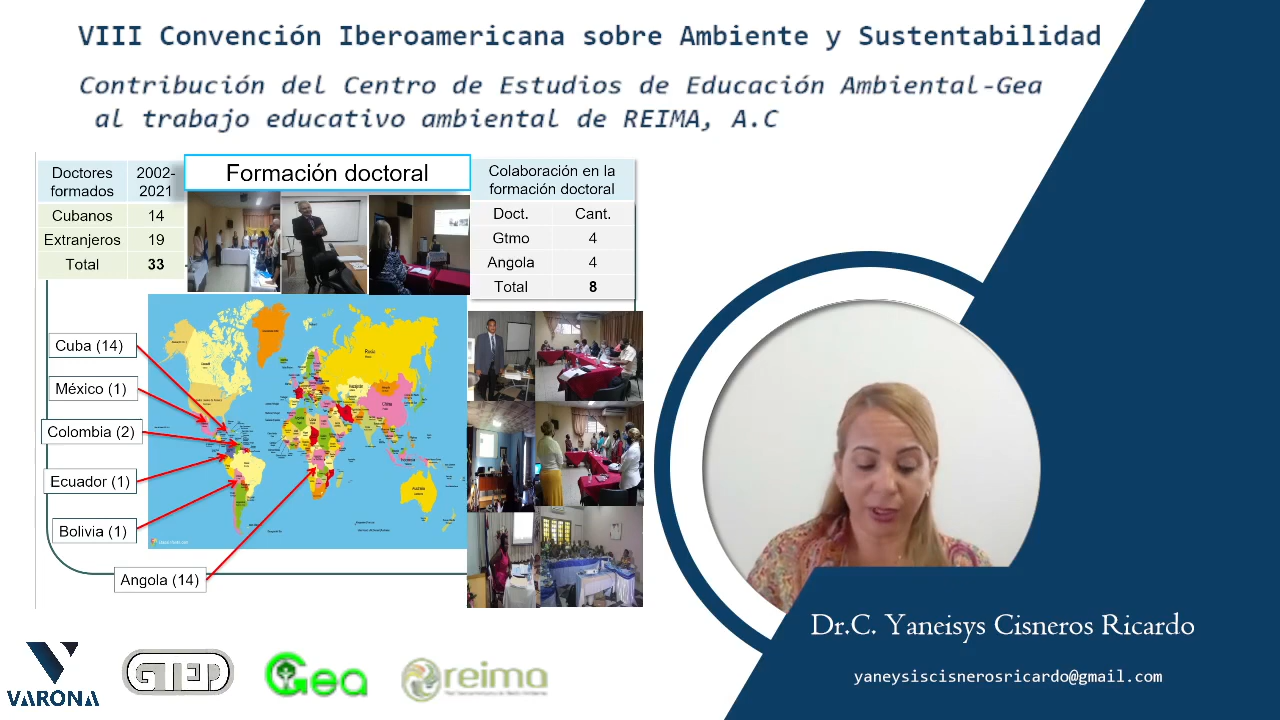 VIII Convención Iberoamericana sobre Ambiente y Sustentabilidad
Contribución del Centro de Estudios de Educación Ambiental-Gea
al trabajo educativo ambiental de REIMA, A.C
Doctores formados 2002-2021
Cubanos 14
Extranjeros 19
Total 33
Formación doctoral
Colaboración en la
formación doctoral
Doct. Cant.
Gtmo 4
Angola 4
Total 8
Cuba (14)
México (1)
Colombia (2)
Ecuador (1)
Bolivia (1)
Angola (14)
Rusia
China
Dr.C. Yaneisys Cisneros Ricardo
yaneysiscisnerosricardo@gmail.com
VARONA
GTED
Gea
reima